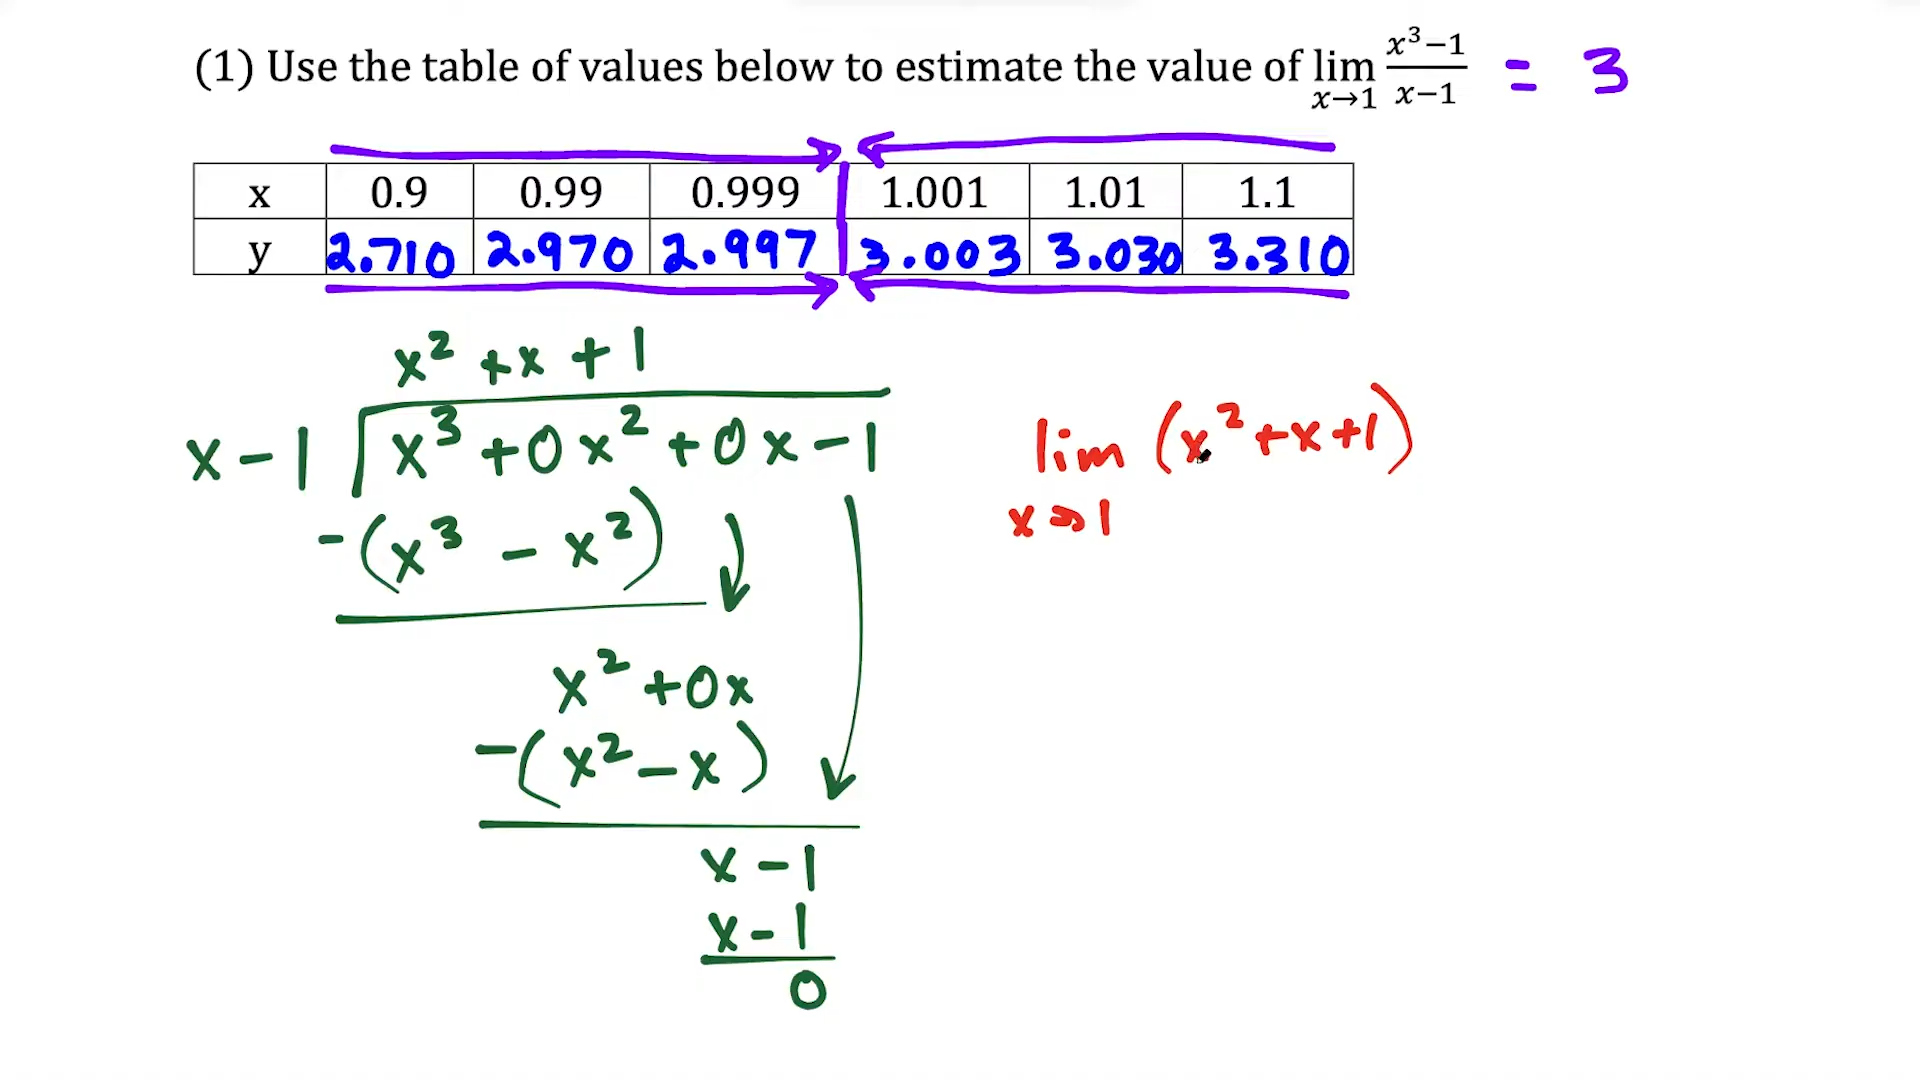 (1) Use the table of values below to estimate the value of lim x→1 x³−1 / x−1 = 3
x 0.9 0.99 0.999 1.001 1.01 1.1
y 2.710 2.970 2.997 3.003 3.030 3.310
x² + x + 1
x − 1 x³ + 0x² + 0x − 1
−(x³ − x²)
x² + 0x
−(x² − x)
x − 1
x − 1
0
lim (x² + x + 1)
x → 1